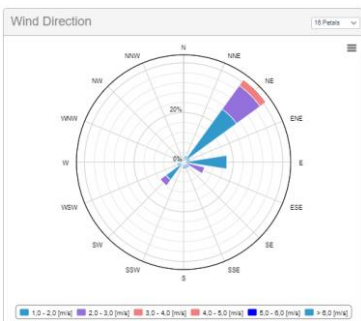 Wind Direction
16 Petals
N
NNW
NNE
NW
NE
WNW
ENE
20%
W
0%
E
WSW
ESE
SW
SE
SSW
SSE
S
1,0 - 2,0 [m/s] 2,0 - 3,0 [m/s] 3,0 - 4,0 [m/s] 4,0 - 5,0 [m/s] 5,0 - 6,0 [m/s] > 6,0 [m/s]